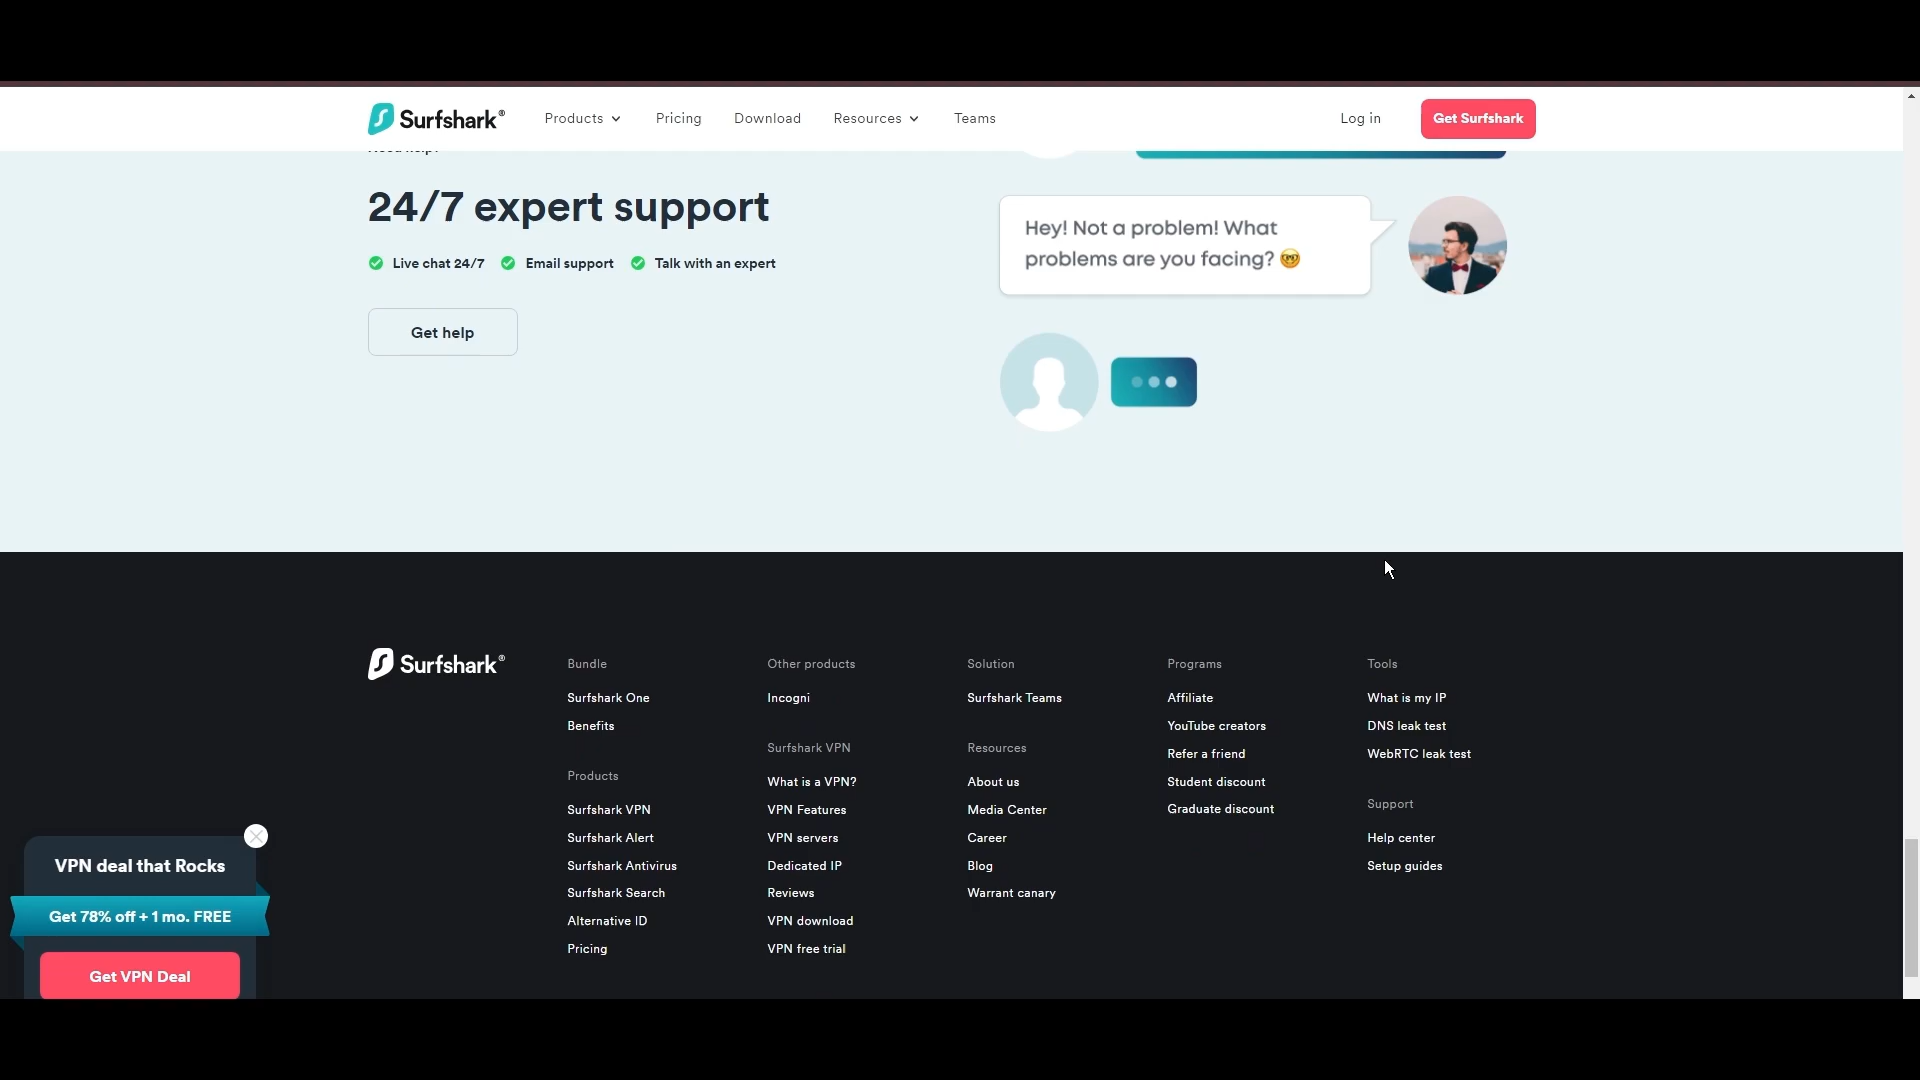 Surfshark®
Products
Pricing
Download
Resources
Teams
Log in
Get Surfshark
24/7 expert support
Live chat 24/7
Email support
Talk with an expert
Get help
Hey! Not a problem! What
problems are you facing? 🤓
Surfshark®
Bundle
Surfshark One
Benefits
Products
Surfshark VPN
Surfshark Alert
Surfshark Antivirus
Surfshark Search
Alternative ID
Pricing
Other products
Incogni
Surfshark VPN
What is a VPN?
VPN Features
VPN servers
Dedicated IP
Reviews
VPN download
VPN free trial
Solution
Surfshark Teams
Resources
About us
Media Center
Career
Blog
Warrant canary
Programs
Affiliate
YouTube creators
Refer a friend
Student discount
Graduate discount
Tools
What is my IP
DNS leak test
WebRTC leak test
Support
Help center
Setup guides
VPN deal that Rocks
Get 78% off + 1 mo. FREE
Get VPN Deal